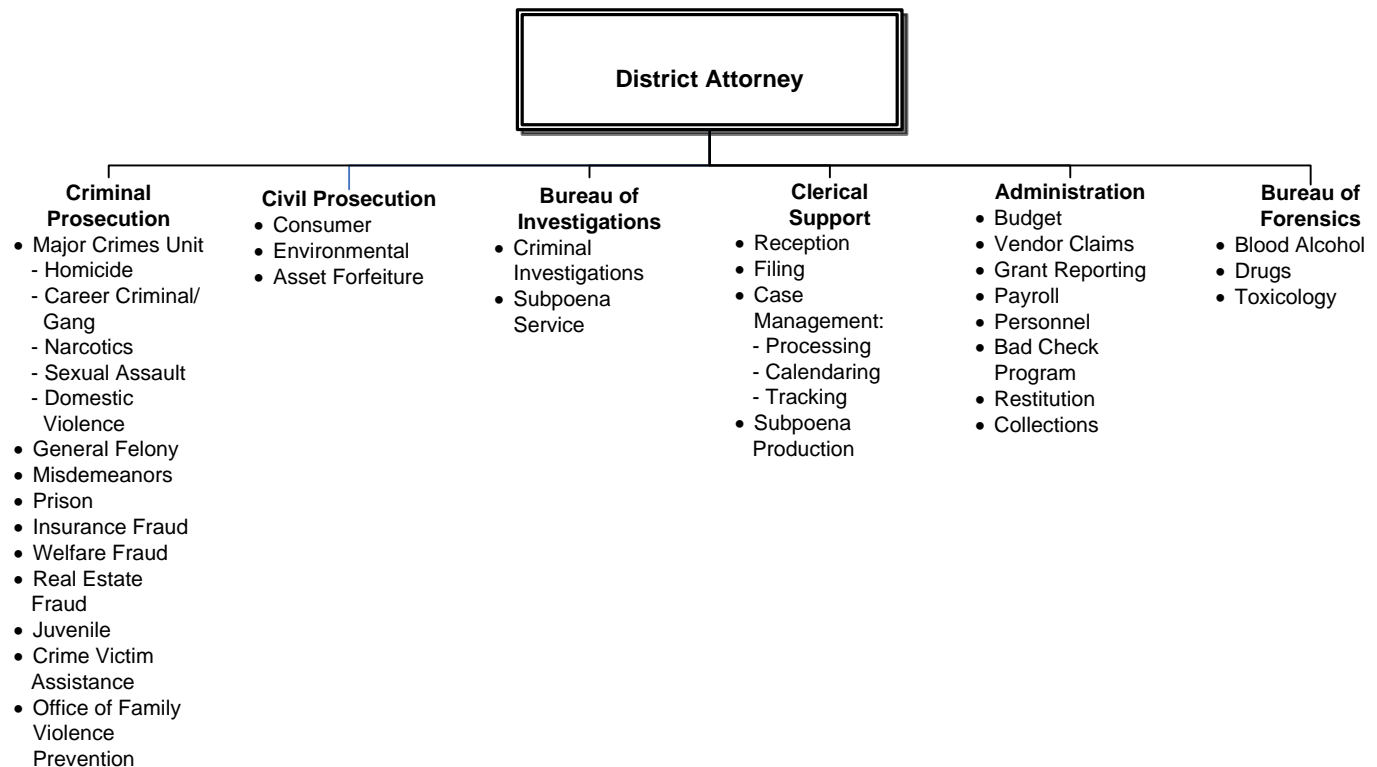 District Attorney
Criminal
Prosecution
• Major Crimes Unit
- Homicide
- Career Criminal/
Gang
- Narcotics
- Sexual Assault
- Domestic
Violence
• General Felony
• Misdemeanors
• Prison
• Insurance Fraud
• Welfare Fraud
• Real Estate
Fraud
• Juvenile
• Crime Victim
Assistance
• Office of Family
Violence
Prevention
Civil Prosecution
• Consumer
• Environmental
• Asset Forfeiture
Bureau of
Investigations
• Criminal
Investigations
• Subpoena
Service
Clerical
Support
• Reception
• Filing
• Case
Management:
- Processing
- Calendaring
- Tracking
• Subpoena
Production
Administration
• Budget
• Vendor Claims
• Grant Reporting
• Payroll
• Personnel
• Bad Check
Program
• Restitution
• Collections
Bureau of
Forensics
• Blood Alcohol
• Drugs
• Toxicology